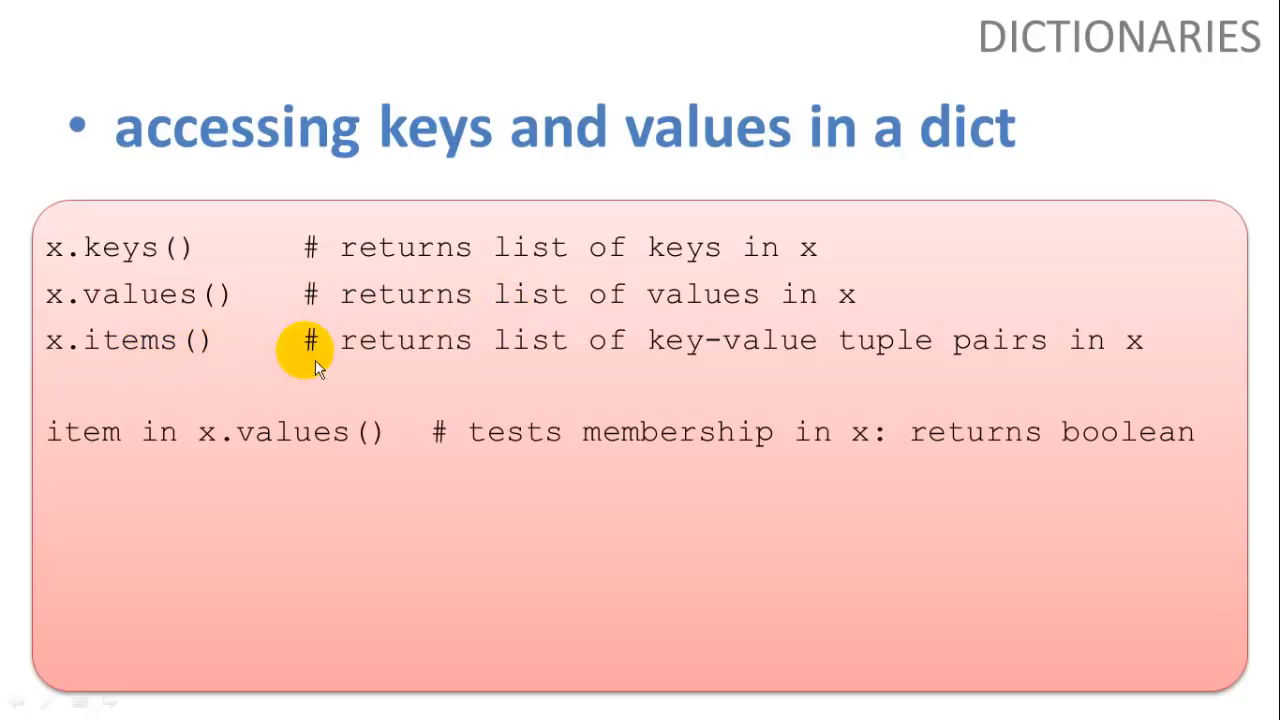 DICTIONARIES
• accessing keys and values in a dict
x.keys() # returns list of keys in x
x.values() # returns list of values in x
x.items() # returns list of key-value tuple pairs in x
item in x.values() # tests membership in x: returns boolean